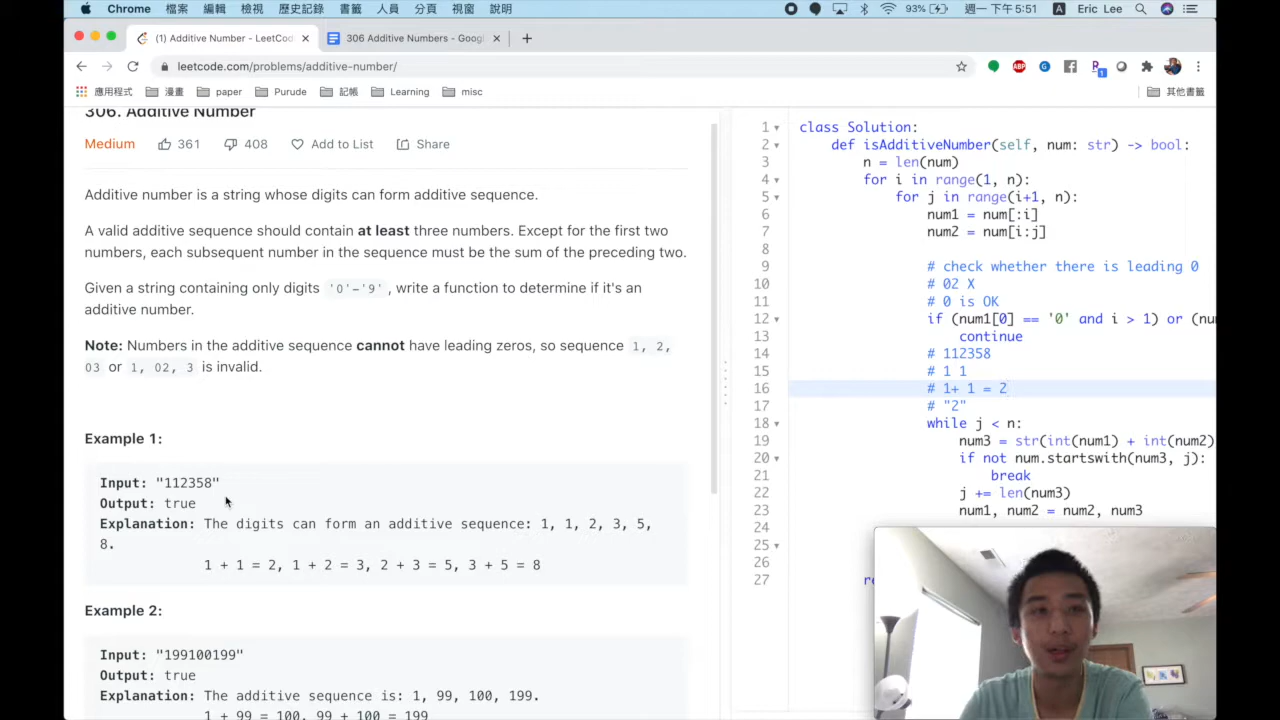 Chrome 檔案 編輯 檢視 歷史記錄 書籤 人員 分頁 視窗 說明 93% 週一 下午5:51 A Eric Lee
(1) Additive Number - LeetCod 306 Additive Numbers - Googl
leetcode.com/problems/additive-number/ ABP G 1
應用程式 漫畫 paper Purude 記帳 Learning misc 其他書籤
306. Additive Number
Medium 361 408 Add to List Share
Additive number is a string whose digits can form additive sequence.
A valid additive sequence should contain at least three numbers. Except for the first two
numbers, each subsequent number in the sequence must be the sum of the preceding two.
Given a string containing only digits '0'-'9', write a function to determine if it's an
additive number.
Note: Numbers in the additive sequence cannot have leading zeros, so sequence 1, 2,
03 or 1, 02, 3 is invalid.
Example 1:
Input: "112358"
Output: true
Explanation: The digits can form an additive sequence: 1, 1, 2, 3, 5,
8.
1 + 1 = 2, 1 + 2 = 3, 2 + 3 = 5, 3 + 5 = 8
Example 2:
Input: "199100199"
Output: true
Explanation: The additive sequence is: 1, 99, 100, 199.
1 + 99 = 100, 99 + 100 = 199
1 class Solution:
2 def isAdditiveNumber(self, num: str) -> bool:
3 n = len(num)
4 for i in range(1, n):
5 for j in range(i+1, n):
6 num1 = num[:i]
7 num2 = num[i:j]
8
9 # check whether there is leading 0
10 # 02 X
11 # 0 is OK
12 if (num1[0] == '0' and i > 1) or (nu
13 continue
14 # 112358
15 # 1 1
16 # 1+ 1 = 2
17 # "2"
18 while j < n:
19 num3 = str(int(num1) + int(num2)
20 if not num.startswith(num3, j):
21 break
22 j += len(num3)
23 num1, num2 = num2, num3
24
25
26
27 re